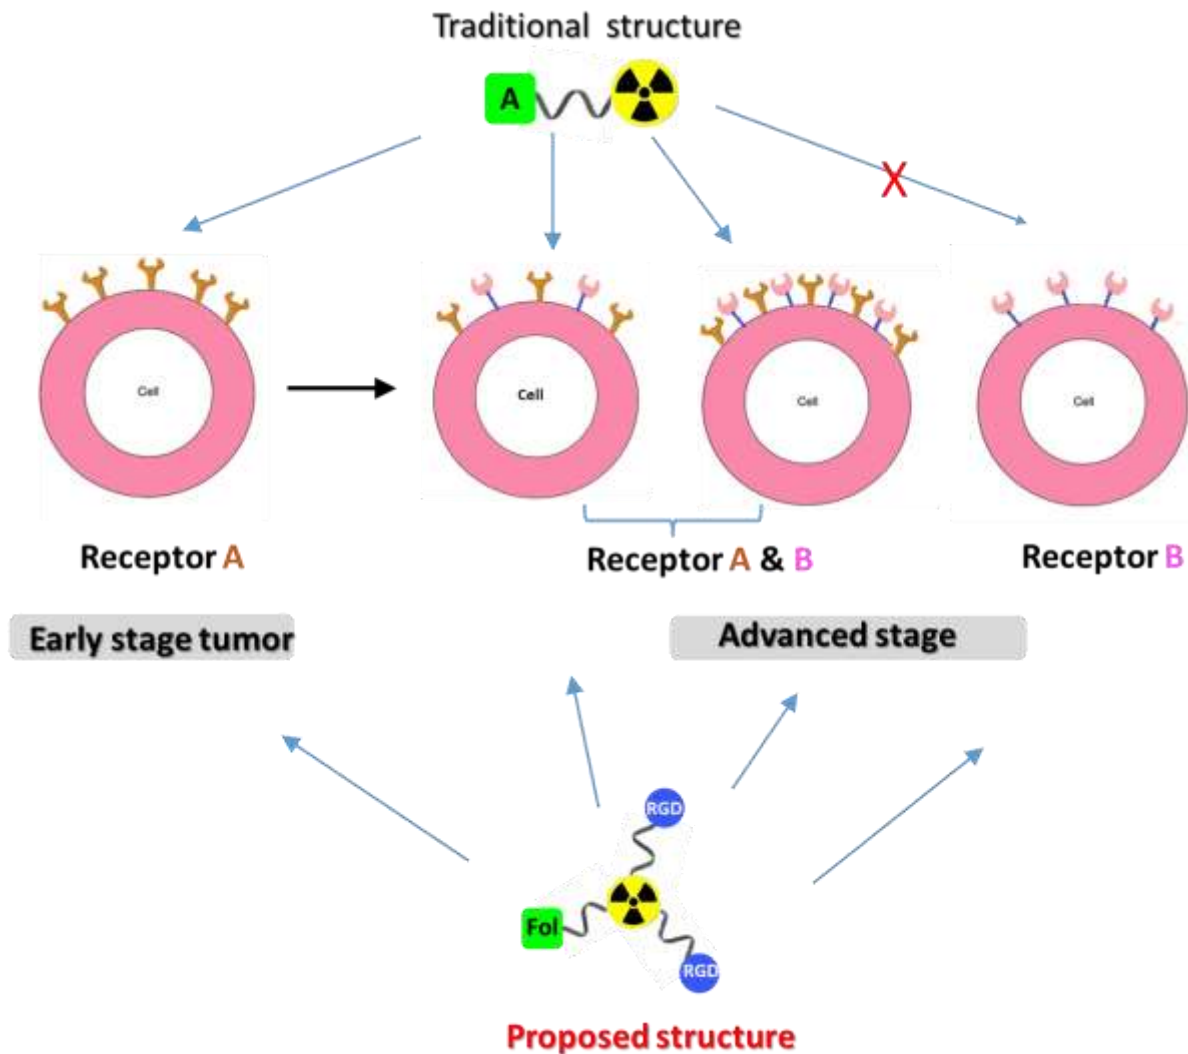 Traditional structure
A
X
Cell
Cell
Cell
Cell
Receptor A
Receptor A & B
Receptor B
Early stage tumor
Advanced stage
RGD
Fol
RGD
Proposed structure